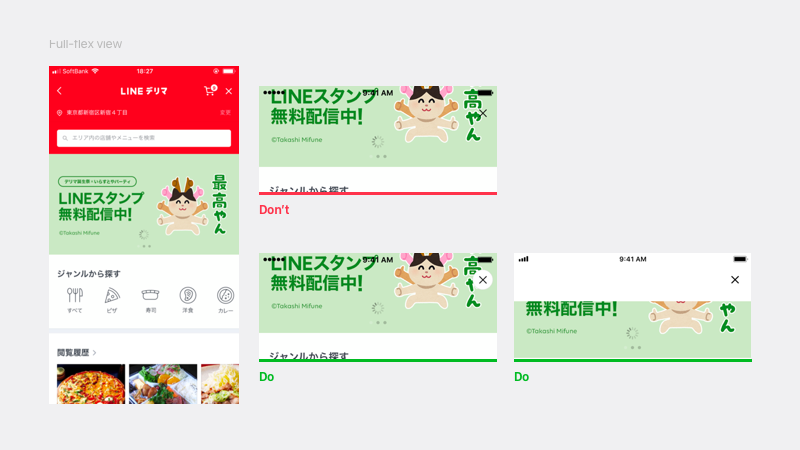 Full-flex view
SoftBank
18:27
LINE デリマ
0
東京都新宿区新宿4丁目
変更
エリア内の店舗やメニューを検索
デリマ誕生祭・いらすとやパーティ
LINEスタンプ
無料配信中!
最高やん
©Takashi Mifune
ジャンルから探す
すべて
ピザ
寿司
洋食
カレー
閲覧履歴
9:41 AM
LINEスタンプ
無料配信中!
高やん
©Takashi Mifune
ジャンルから探す
Don't
9:41 AM
LINEスタンプ
無料配信中!
高やん
©Takashi Mifune
ジャンルから探す
Do
9:41 AM
無料配信中!
やん
©Takashi Mifune
Do